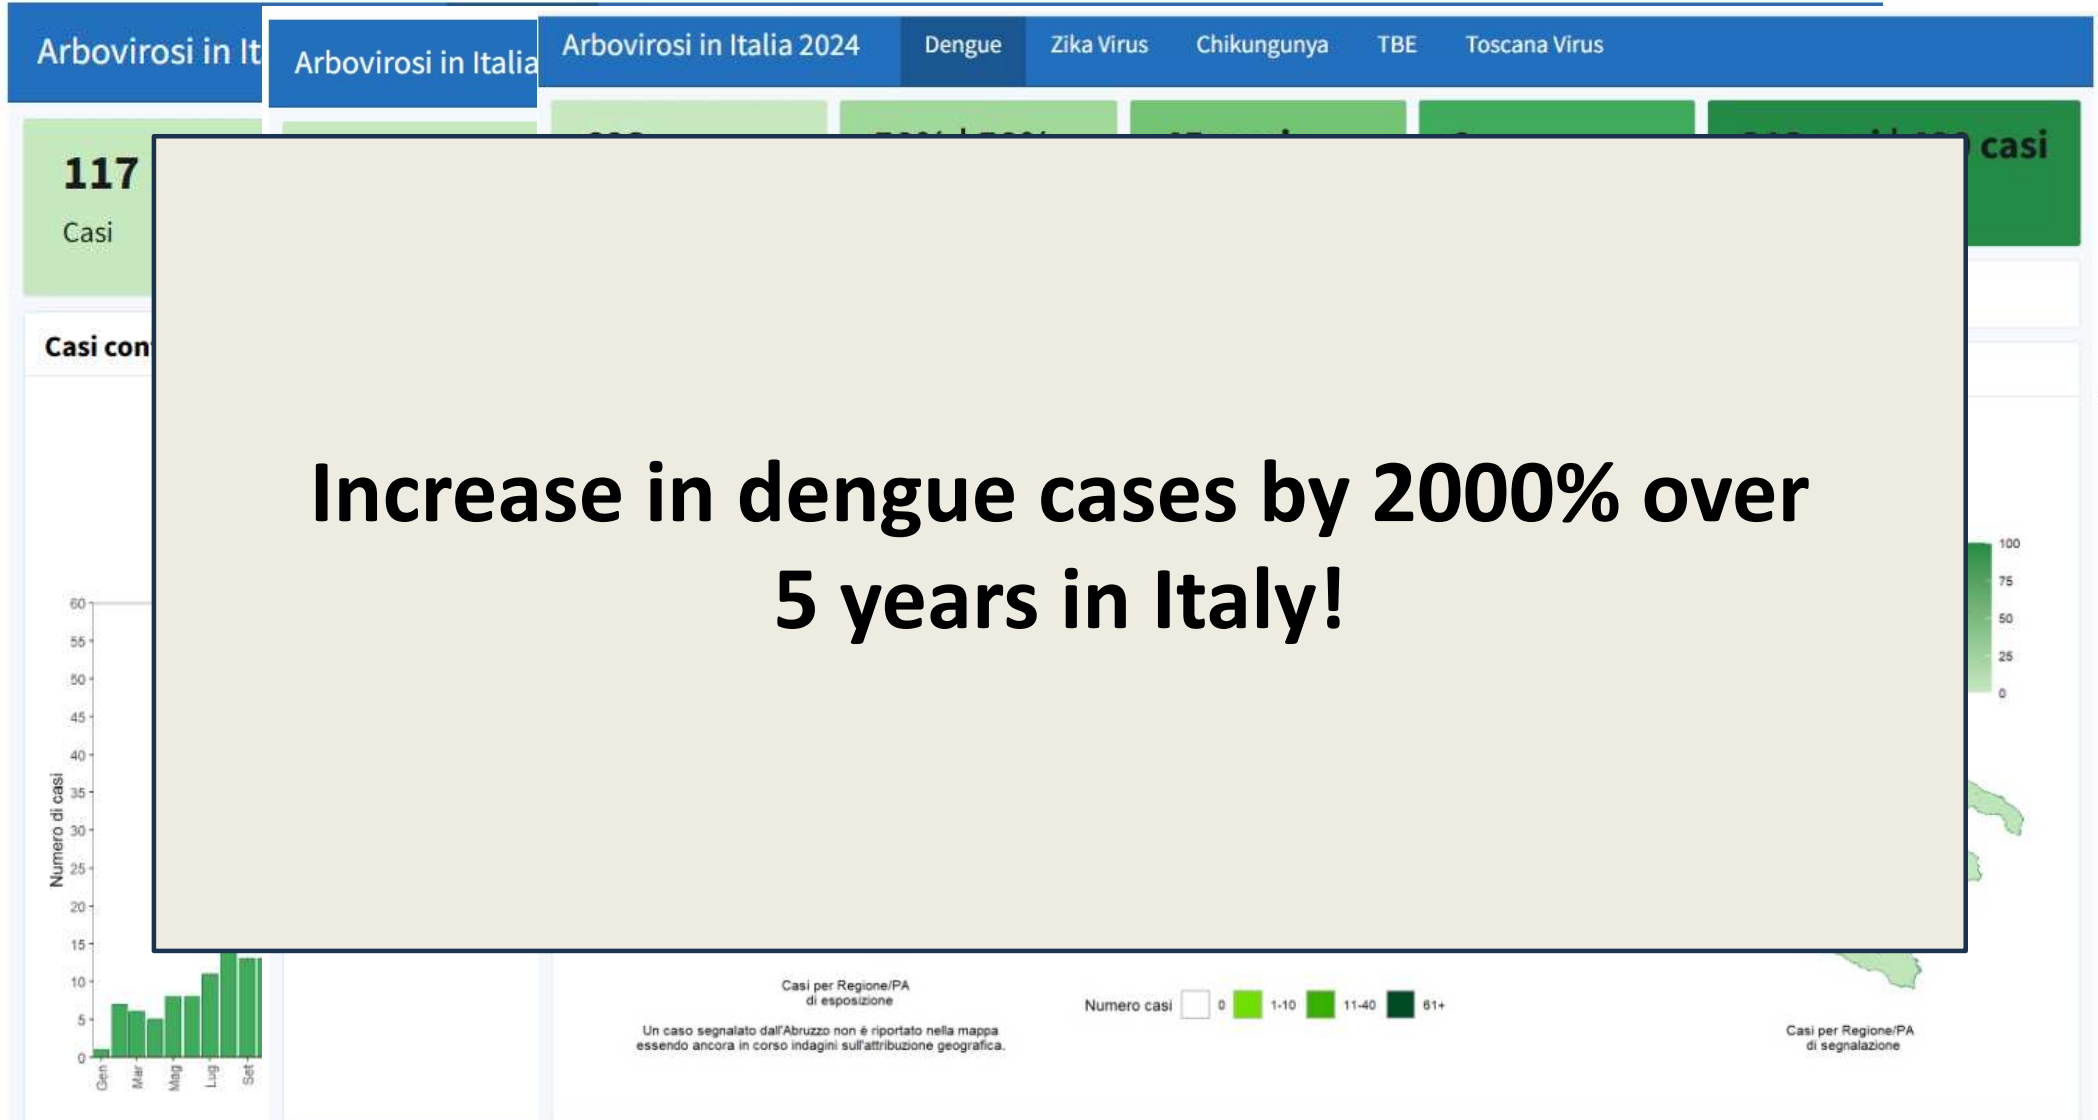 Arbovirosi in It
Arbovirosi in Italia
Arbovirosi in Italia 2024
Dengue
Zika Virus
Chikungunya
TBE
Toscana Virus
117
Casi
casi
Casi con
Increase in dengue cases by 2000% over
5 years in Italy!
Numero di casi
60
55
50
45
40
35
30
25
20
15
10
5
0
Gen
Mar
Mag
Lug
Set
100
75
50
25
0
Casi per Regione/PA
di esposizione
Un caso segnalato dall'Abruzzo non è riportato nella mappa
essendo ancora in corso indagini sull'attribuzione geografica.
Numero casi 0 1-10 11-40 61+
Casi per Regione/PA
di segnalazione